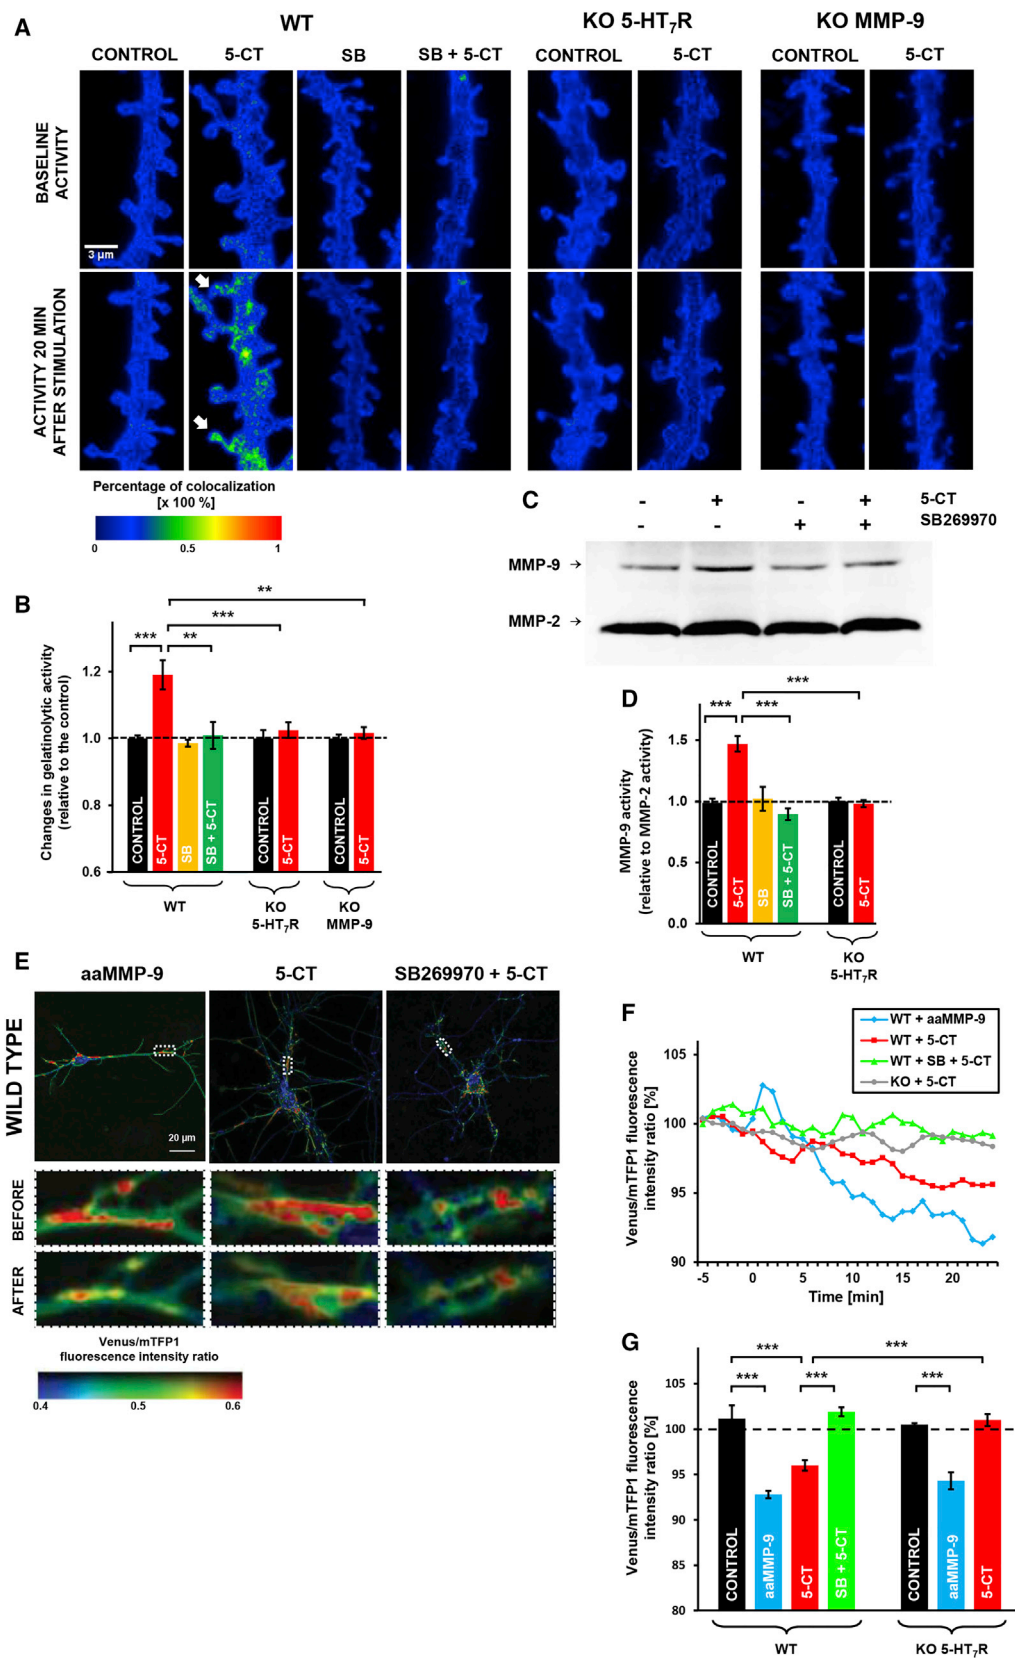 A
WT
KO 5-HT7R
KO MMP-9
CONTROL 5-CT SB SB + 5-CT CONTROL 5-CT CONTROL 5-CT
BASELINE
ACTIVITY
3 µm
ACTIVITY 20 MIN
AFTER STIMULATION
Percentage of colocalization
[x 100 %]
0 0.5 1
C
- + - + 5-CT
- - + + SB269970
MMP-9 →
MMP-2 →
B
**
***
*** **
Changes in gelatinolytic activity
(relative to the control)
1.2
1.0
0.8
0.6
CONTROL
5-CT
SB
SB + 5-CT
CONTROL
5-CT
CONTROL
5-CT
WT
KO
5-HT7R
KO
MMP-9
D
***
*** ***
MMP-9 activity
(relative to MMP-2 activity)
1.5
1.0
0.5
0.0
CONTROL
5-CT
SB
SB + 5-CT
CONTROL
5-CT
WT
KO
5-HT7R
E
aaMMP-9 5-CT SB269970 + 5-CT
WILD TYPE
20 µm
BEFORE
AFTER
Venus/mTFP1
fluorescence intensity ratio
0.4 0.5 0.6
F
WT + aaMMP-9
WT + 5-CT
WT + SB + 5-CT
KO + 5-CT
Venus/mTFP1 fluorescence
intensity ratio [%]
105
100
95
90
-5 0 5 10 15 20
Time [min]
G
*** ***
*** *** ***
Venus/mTFP1 fluorescence
intensity ratio [%]
105
100
95
90
85
80
CONTROL
aaMMP-9
5-CT
SB + 5-CT
CONTROL
aaMMP-9
5-CT
WT
KO 5-HT7R